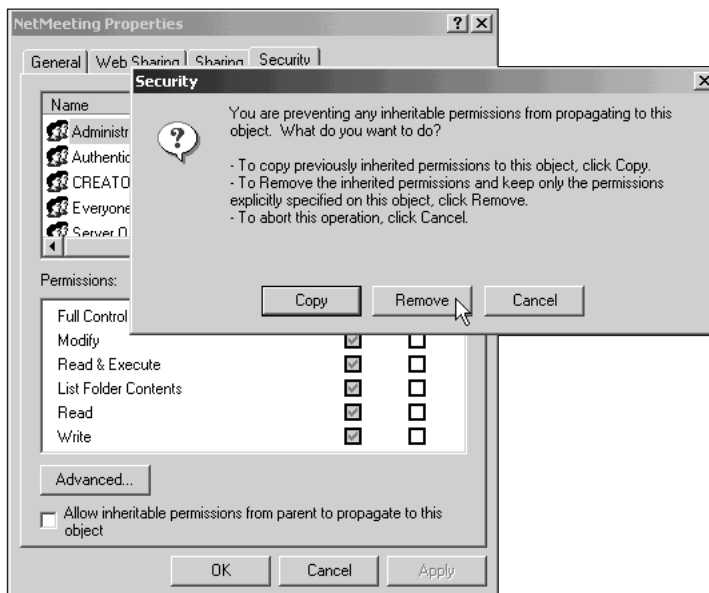 NetMeeting Properties
General Web Sharing Sharing Security
Name
Administr
Authentic
CREATO
Everyone
Server O
Security
You are preventing any inheritable permissions from propagating to this
object. What do you want to do?
- To copy previously inherited permissions to this object, click Copy.
- To Remove the inherited permissions and keep only the permissions
explicitly specified on this object, click Remove.
- To abort this operation, click Cancel.
Copy Remove Cancel
Permissions:
Full Control
Modify
Read & Execute
List Folder Contents
Read
Write
Advanced...
Allow inheritable permissions from parent to propagate to this
object
OK Cancel Apply